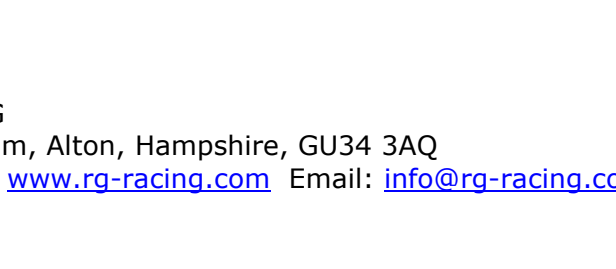 G
m, Alton, Hampshire, GU34 3AQ
www.rg-racing.com Email: info@rg-racing.co